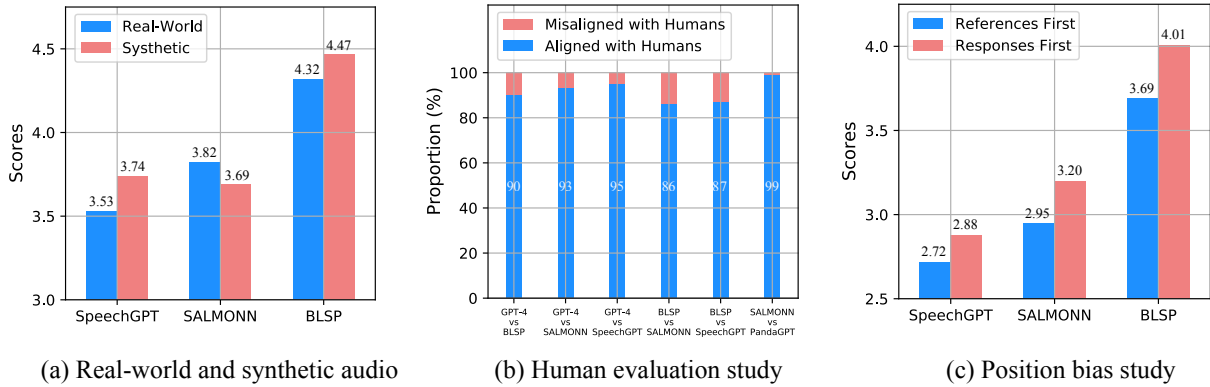 Real-World
Systhetic
4.5
4.0
3.5
3.0
Scores
3.53
3.74
3.82
3.69
4.32
4.47
SpeechGPT
SALMONN
BLSP
(a) Real-world and synthetic audio
Misaligned with Humans
Aligned with Humans
100
80
60
40
20
0
Proportion (%)
90
93
95
86
87
99
GPT-4
vs
BLSP
GPT-4
vs
SALMONN
GPT-4
vs
SpeechGPT
BLSP
vs
SALMONN
BLSP
vs
SpeechGPT
SALMONN
vs
PandaGPT
(b) Human evaluation study
References First
Responses First
4.0
3.5
3.0
2.5
Scores
2.72
2.88
2.95
3.20
3.69
4.01
SpeechGPT
SALMONN
BLSP
(c) Position bias study